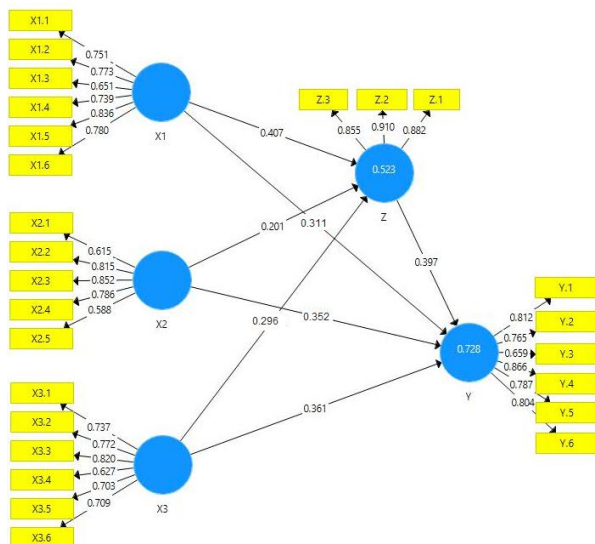 X1.1
X1.2
X1.3
X1.4
X1.5
X1.6
0.751
0.773
0.651
0.739
0.836
0.780
X1
X2.1
X2.2
X2.3
X2.4
X2.5
0.615
0.815
0.852
0.786
0.588
X2
X3.1
X3.2
X3.3
X3.4
X3.5
X3.6
0.737
0.772
0.820
0.627
0.703
0.709
X3
0.407
0.311
0.201
0.352
0.296
0.361
Z.3
Z.2
Z.1
0.855
0.910
0.882
0.523
Z
0.397
0.728
Y
0.812
0.765
0.659
0.866
0.787
0.804
Y.1
Y.2
Y.3
Y.4
Y.5
Y.6